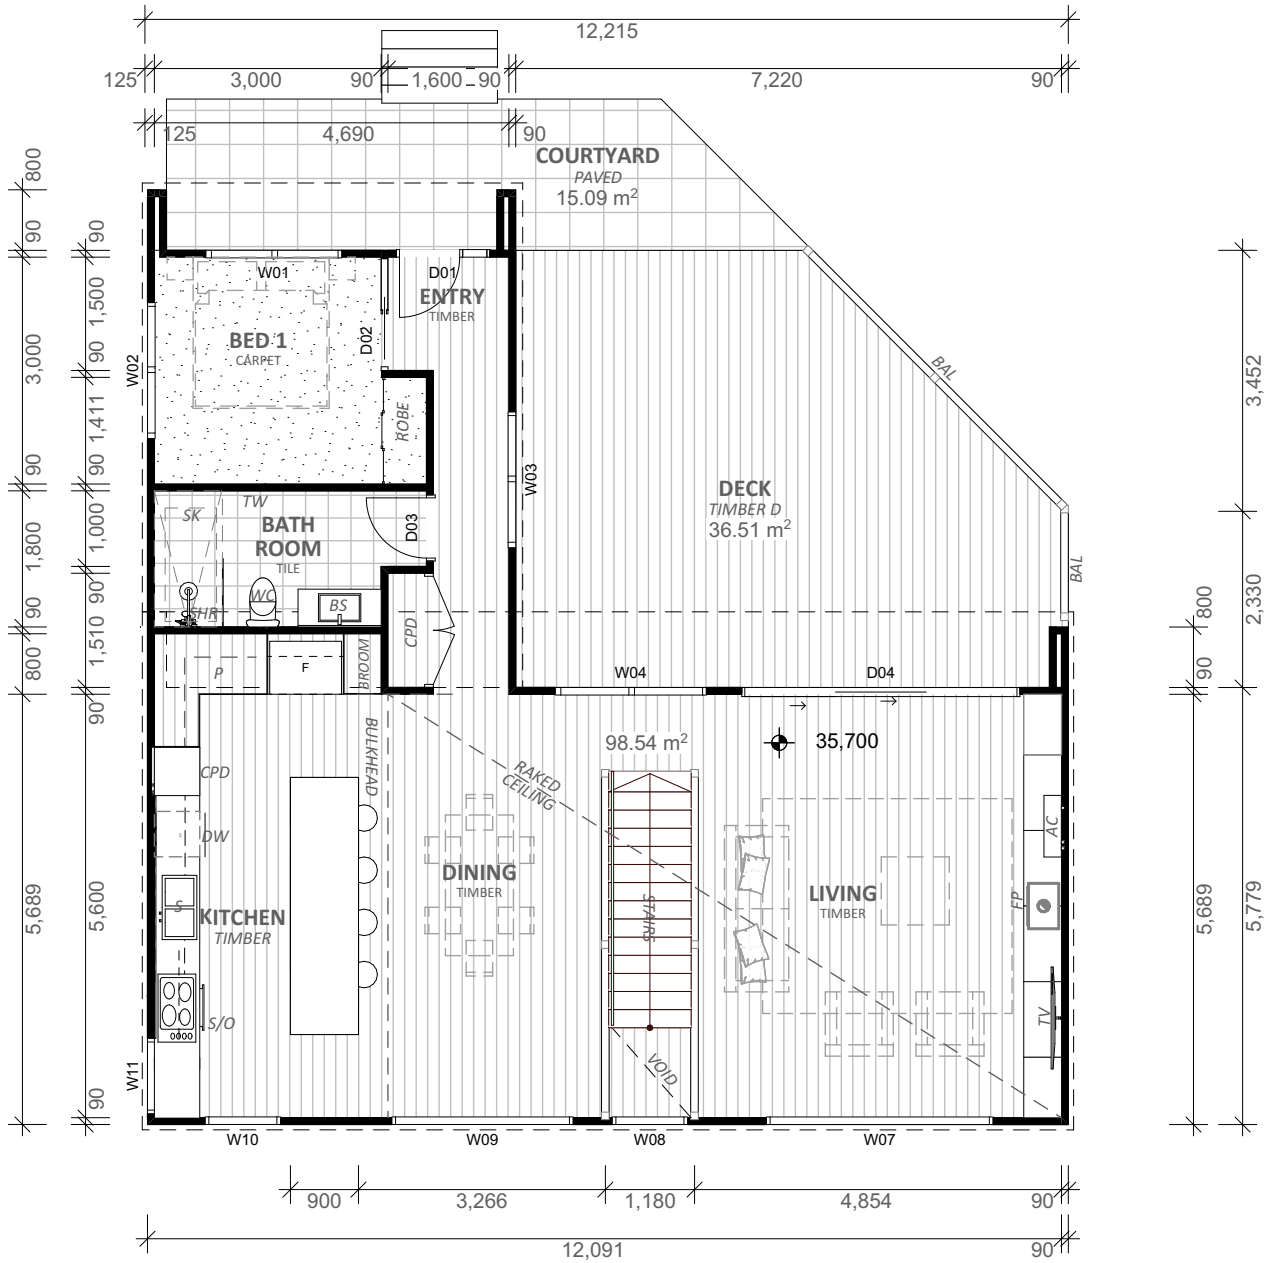 12,215
125
3,000
90
1,600
90
7,220
90
125
4,690
90
COURTYARD
PAVED
15.09 m²
800
90
90
W01
D01
ENTRY
TIMBER
1,500
3,000
90
BED 1
CARPET
D02
W02
BAL
3,452
1,411
ROBE
90
90
W03
SK
TW
BATH
ROOM
TILE
D03
DECK
TIMBER D
36.51 m²
1,800
1,000
BAL
2,330
90
90
WC
SHR
BS
CPD
800
800
1,510
P
F
BROOM
W04
D04
90
90
BULKHEAD
98.54 m²
35,700
CPD
RAKED
CEILING
DW
AC
DINING
TIMBER
LIVING
TIMBER
S
KITCHEN
TIMBER
STAIRS
FP
5,689
5,600
5,689
5,779
S/O
TV
VOID
W11
90
W10
W09
W08
W07
900
3,266
1,180
4,854
90
12,091
90